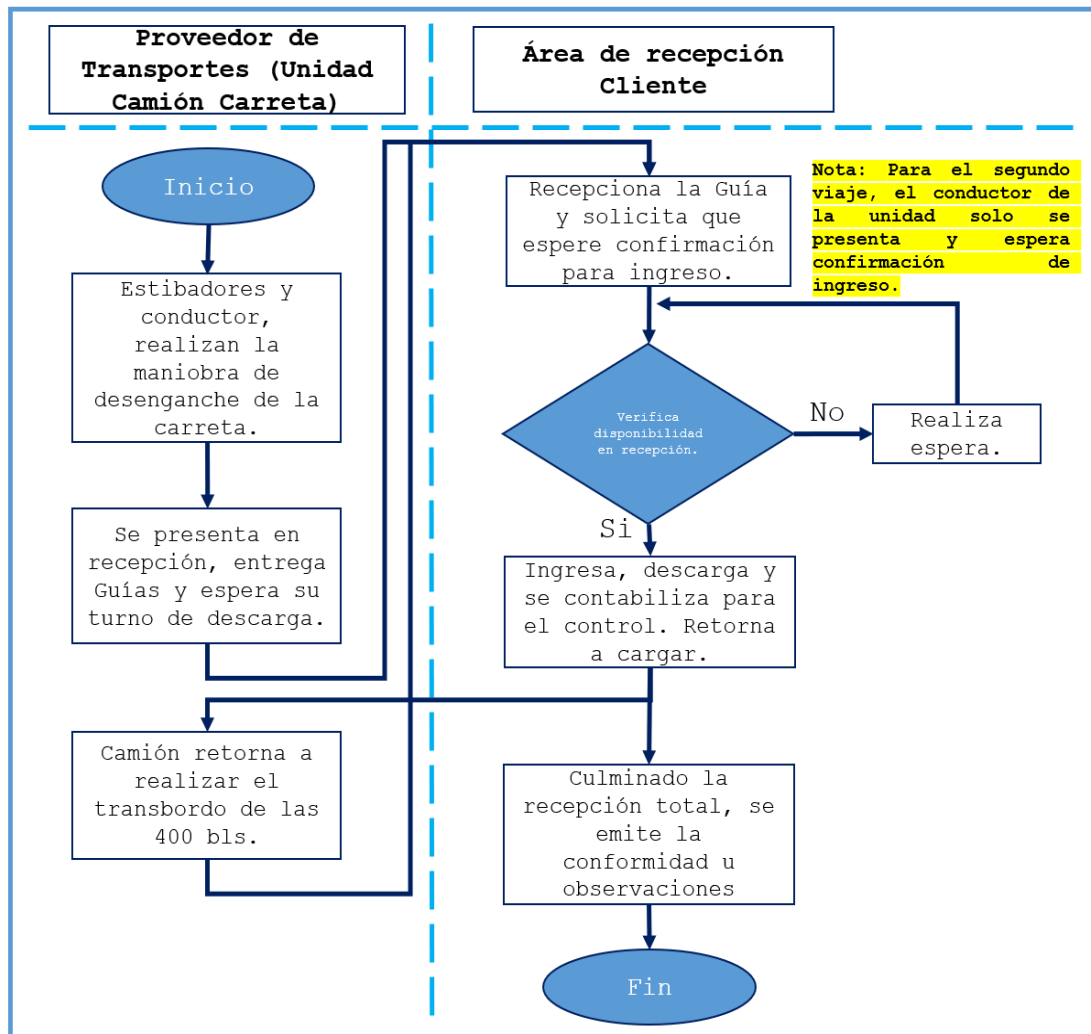 Proveedor de
Transportes (Unidad
Camión Carreta)
Área de recepción
Cliente
Inicio
Estibadores y
conductor,
realizan la
maniobra de
desenganche de la
carreta.
Se presenta en
recepción, entrega
Guías y espera su
turno de descarga.
Camión retorna a
realizar el
transbordo de las
400 bls.
Recepciona la Guía
y solicita que
espere confirmación
para ingreso.
Nota: Para el segundo
viaje, el conductor de
la unidad solo se
presenta y espera
confirmación de
ingreso.
Verifica
disponibilidad
en recepción.
No
Realiza
espera.
Si
Ingresa, descarga y
se contabiliza para
el control. Retorna
a cargar.
Culminado la
recepción total, se
emite la
conformidad u
observaciones
Fin